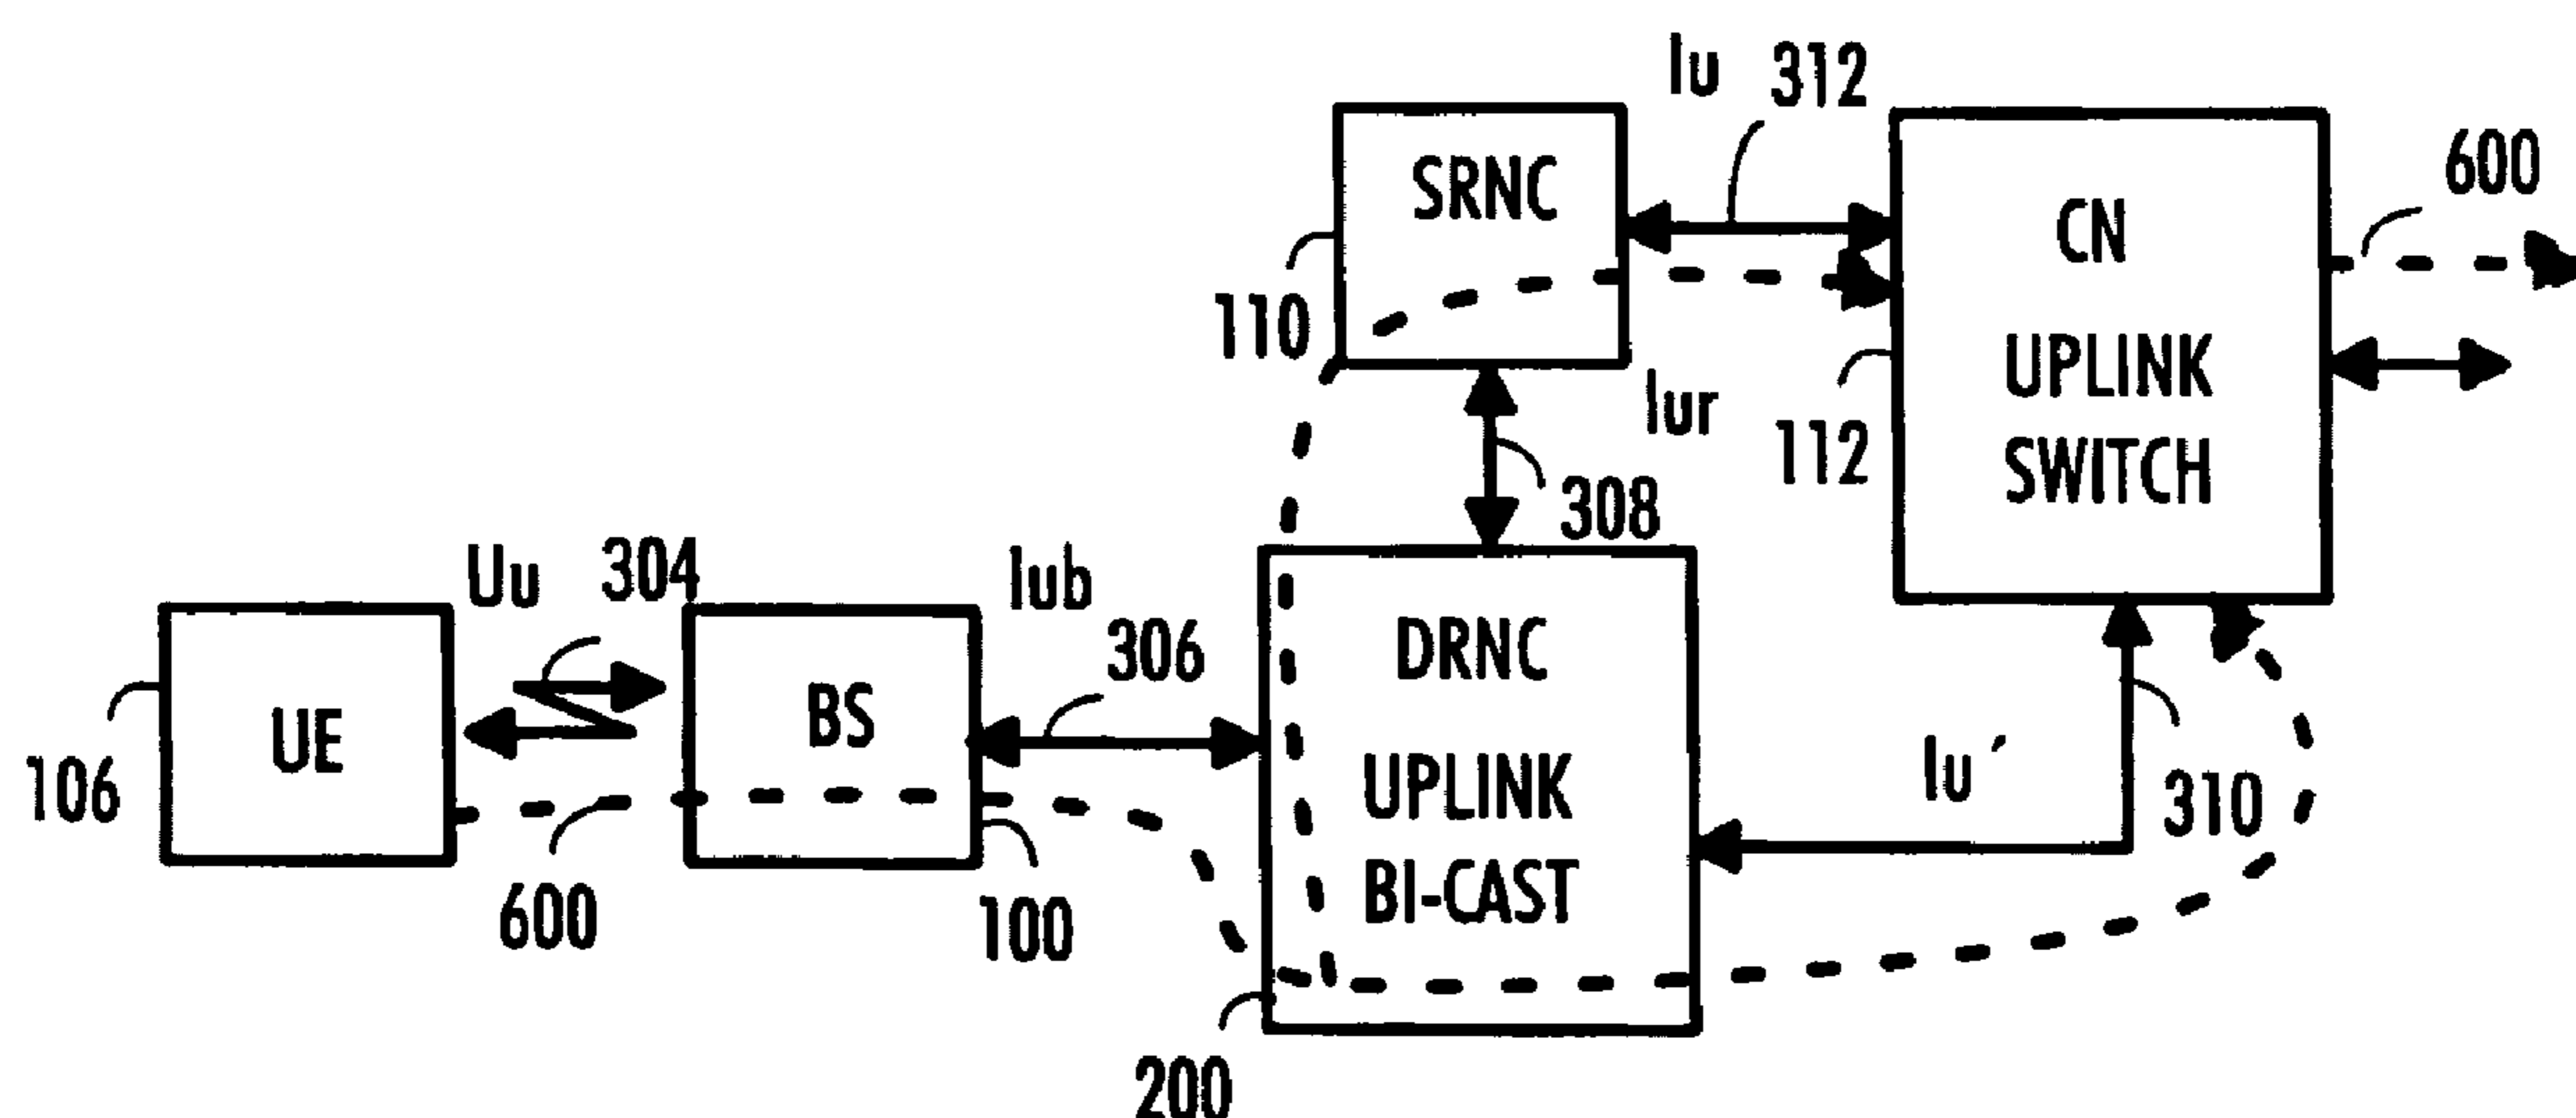 Iu 312
SRNC
110
Iur
308
CN
UPLINK
SWITCH
112
600
Uu 304
UE
106
600
BS
100
Iub
306
DRNC
UPLINK
BI-CAST
200
Iu´
310